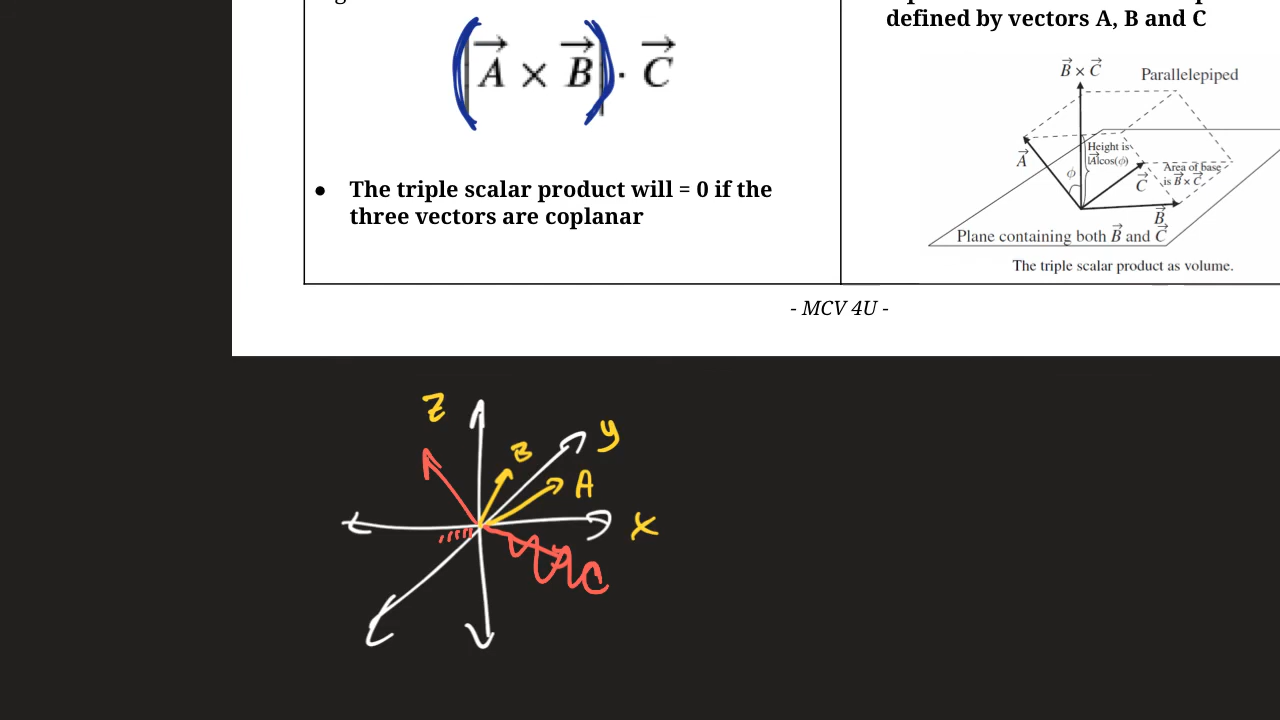 defined by vectors A, B and C
|A⃗ × B⃗| · C⃗
B⃗ × C⃗ Parallelepiped
Height is
|A⃗|cos(ϕ)
A⃗
ϕ
C⃗
Area of base
is B⃗ × C⃗
B⃗
Plane containing both B⃗ and C⃗
The triple scalar product as volume.
● The triple scalar product will = 0 if the
three vectors are coplanar
- MCV 4U -
Z
B
y
A
x
C